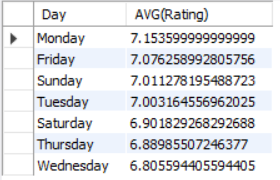 Day AVG(Rating)
Monday 7.153599999999999
Friday 7.076258992805756
Sunday 7.011278195488723
Tuesday 7.003164556962025
Saturday 6.901829268292688
Thursday 6.88985507246377
Wednesday 6.805594405594405